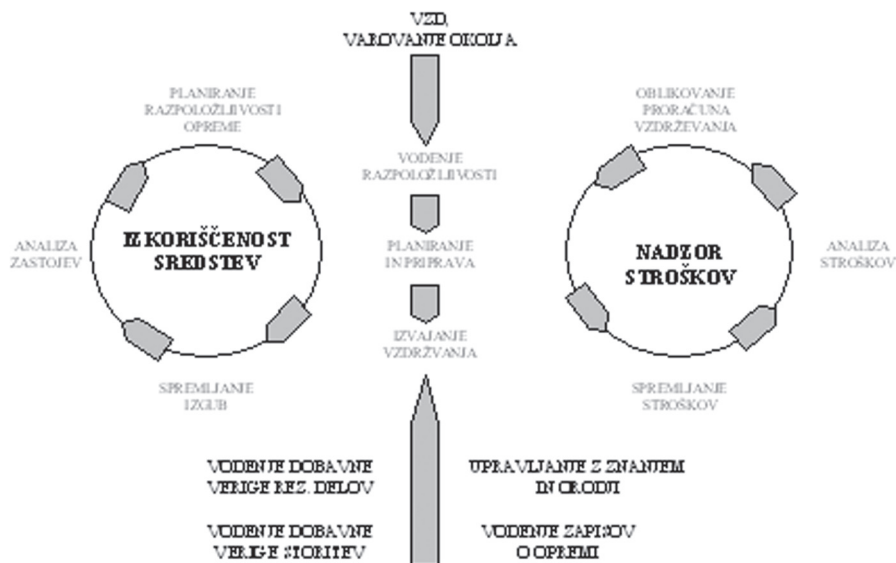 VZD,
VAROVANJE OKOLJA
PLANIRANJE
RAZPOLOŽLJIVOSTI
OPREME
OBLIKOVANJE
PRORAČUNA
VZDRŽEVANJA
VODENJE
RAZPOLOŽLJIVOSTI
ANALIZA
ZASTOJEV
IZKORIŠČENOST
SREDSTEV
PLANIRANJE
IN PRIPRAVA
NADZOR
STROŠKOV
ANALIZA
STROŠKOV
IZVAJANJE
VZDRŽVANJA
SPREMLJANJE
IZGUB
SPREMLJANJE
STROŠKOV
VODENJE DOBAVNE
VERIGE REZ. DELOV
UPRAVLJANJE Z ZNANJEM
IN ORODJI
VODENJE DOBAVNE
VERIGE STORITEV
VODENJE ZAPISOV
O OPREMI